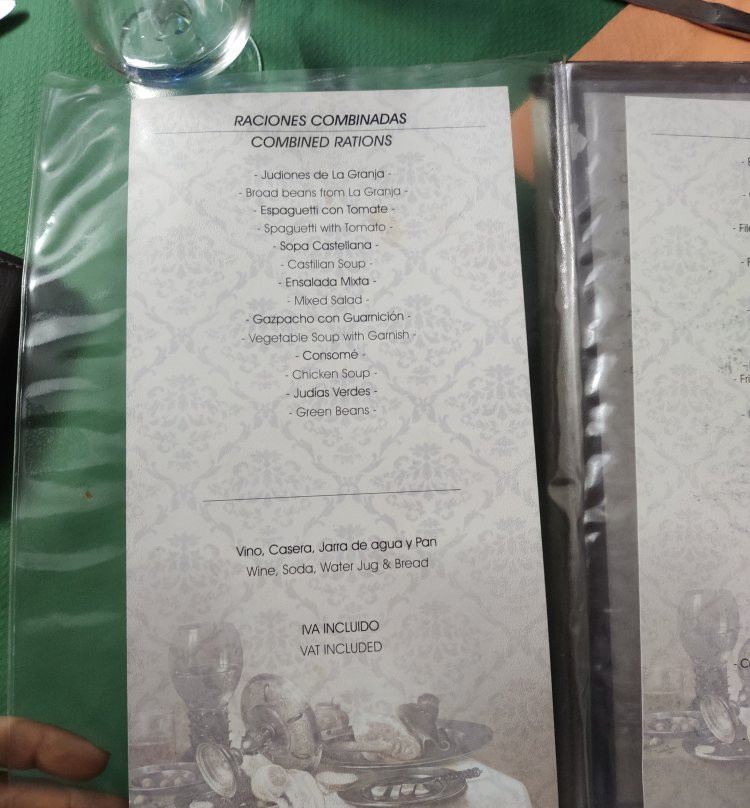 RACIONES COMBINADAS
COMBINED RATIONS
- Judiones de La Granja -
- Broad beans from La Granja -
- Espaguetti con Tomate -
- Spaguetti with Tomato -
- Sopa Castellana -
- Castilian Soup -
- Ensalada Mixta -
- Mixed Salad -
- Gazpacho con Guarnición -
- Vegetable Soup with Garnish -
- Consomé -
- Chicken Soup -
- Judías Verdes -
- Green Beans -
Vino, Casera, Jarra de agua y Pan
Wine, Soda, Water Jug & Bread
IVA INCLUIDO
VAT INCLUDED